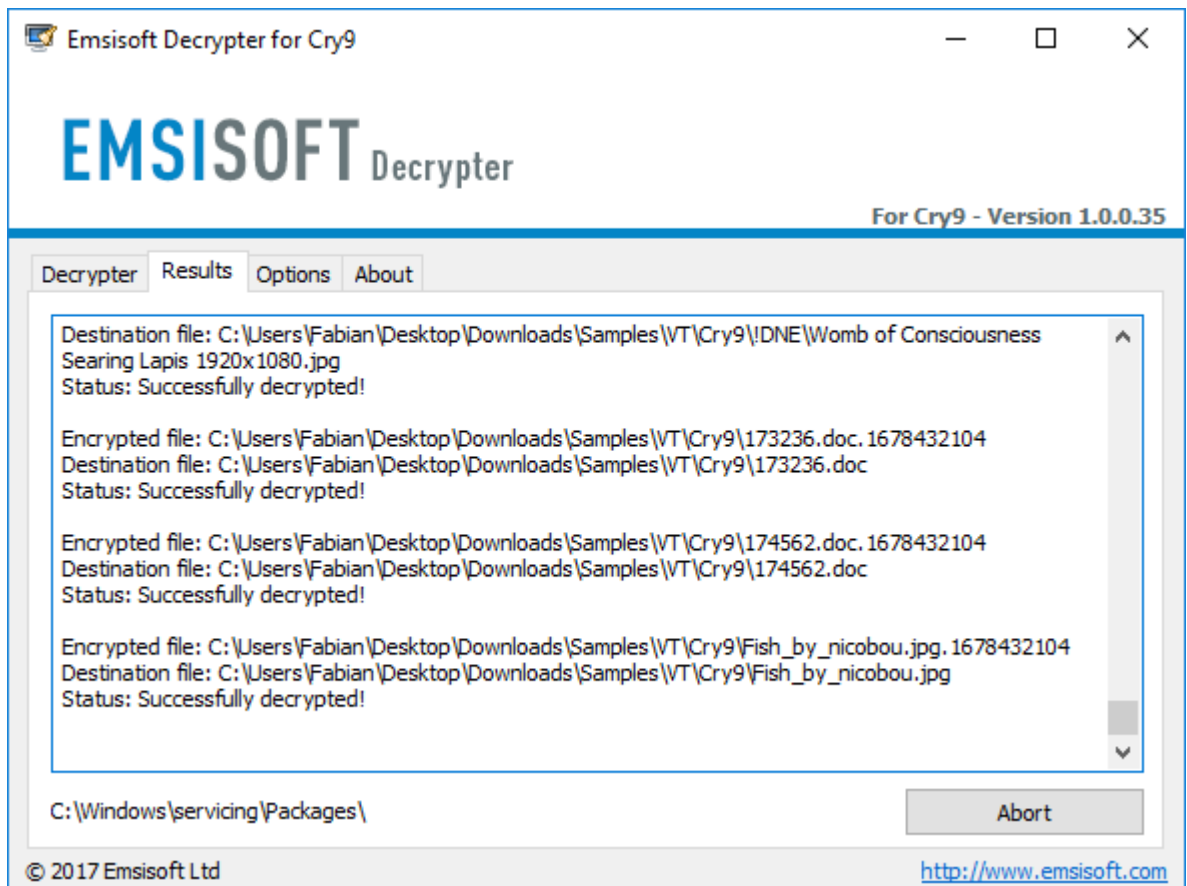 Emsisoft Decrypter for Cry9
EMSISOFT Decrypter
For Cry9 - Version 1.0.0.35
Decrypter Results Options About
Destination file: C:\Users\Fabian\Desktop\Downloads\Samples\VT\Cry9\!DNE\Womb of Consciousness
Searing Lapis 1920x1080.jpg
Status: Successfully decrypted!
Encrypted file: C:\Users\Fabian\Desktop\Downloads\Samples\VT\Cry9\173236.doc.1678432104
Destination file: C:\Users\Fabian\Desktop\Downloads\Samples\VT\Cry9\173236.doc
Status: Successfully decrypted!
Encrypted file: C:\Users\Fabian\Desktop\Downloads\Samples\VT\Cry9\174562.doc.1678432104
Destination file: C:\Users\Fabian\Desktop\Downloads\Samples\VT\Cry9\174562.doc
Status: Successfully decrypted!
Encrypted file: C:\Users\Fabian\Desktop\Downloads\Samples\VT\Cry9\Fish_by_nicobou.jpg.1678432104
Destination file: C:\Users\Fabian\Desktop\Downloads\Samples\VT\Cry9\Fish_by_nicobou.jpg
Status: Successfully decrypted!
C:\Windows\servicing\Packages\
Abort
© 2017 Emsisoft Ltd
http://www.emsisoft.com